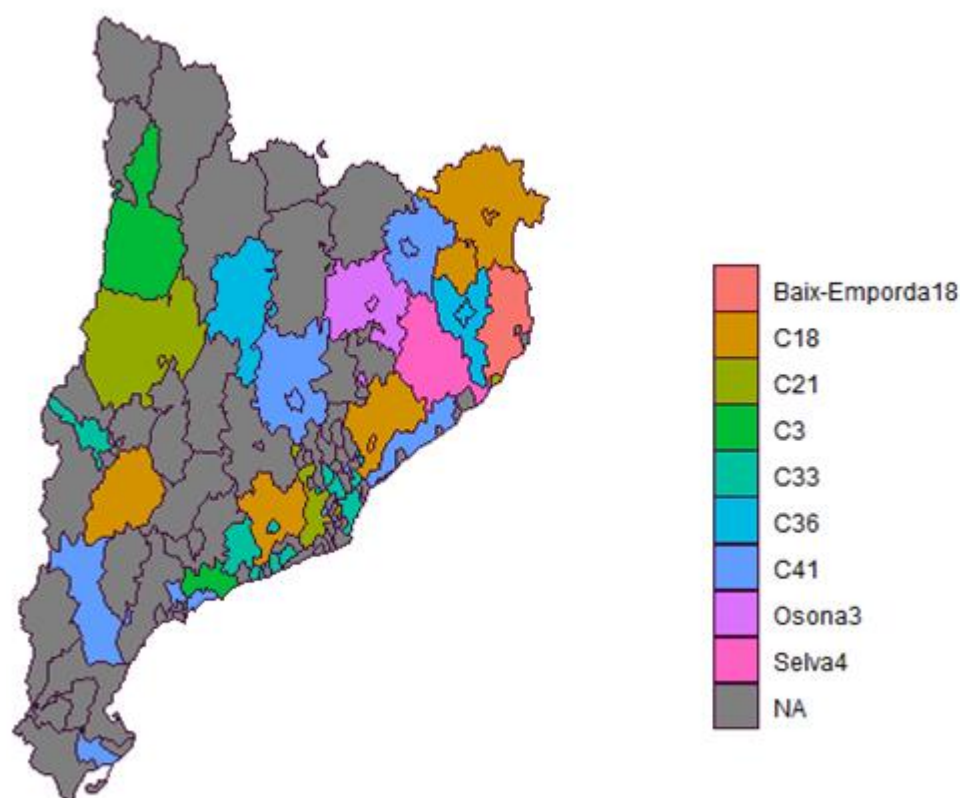 Baix-Emporda18
C18
C21
C3
C33
C36
C41
Osona3
Selva4
NA